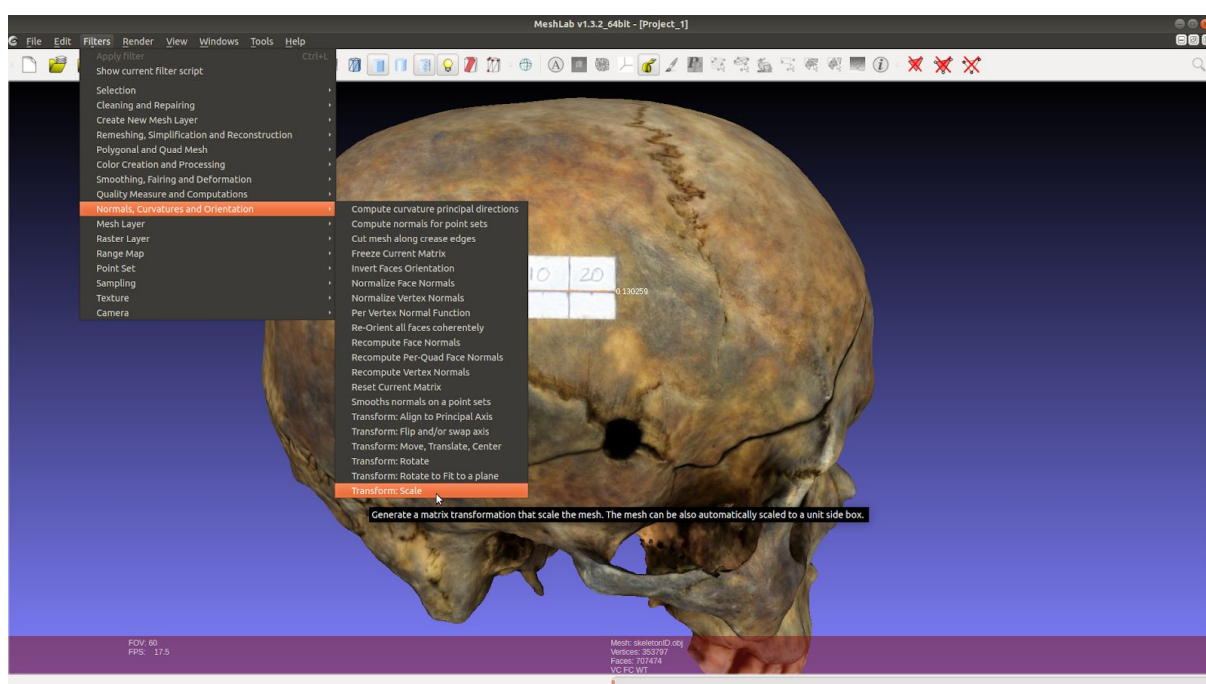 MeshLab v1.3.2_64bit - [Project_1]
File Edit Filters Render View Windows Tools Help
Apply filter Ctrl+L
Show current filter script
Selection
Cleaning and Repairing
Create New Mesh Layer
Remeshing, Simplification and Reconstruction
Polygonal and Quad Mesh
Color Creation and Processing
Smoothing, Fairing and Deformation
Quality Measure and Computations
Normals, Curvatures and Orientation
Mesh Layer
Raster Layer
Range Map
Point Set
Sampling
Texture
Camera
Compute curvature principal directions
Compute normals for point sets
Cut mesh along crease edges
Freeze Current Matrix
Invert Faces Orientation
Normalize Face Normals
Normalize Vertex Normals
Per Vertex Normal Function
Re-Orient all faces coherently
Recompute Face Normals
Recompute Per-Quad Face Normals
Recompute Vertex Normals
Reset Current Matrix
Smooths normals on a point sets
Transform: Align to Principal Axis
Transform: Flip and/or swap axis
Transform: Move, Translate, Center
Transform: Rotate
Transform: Rotate to Fit to a plane
Transform: Scale
Generate a matrix transformation that scale the mesh. The mesh can be also automatically scaled to a unit side box.
10 20
0.130259
FOV: 60
FPS: 17.5
Mesh: skeletonID.obj
Vertices: 353797
Faces: 707474
VC FC WT